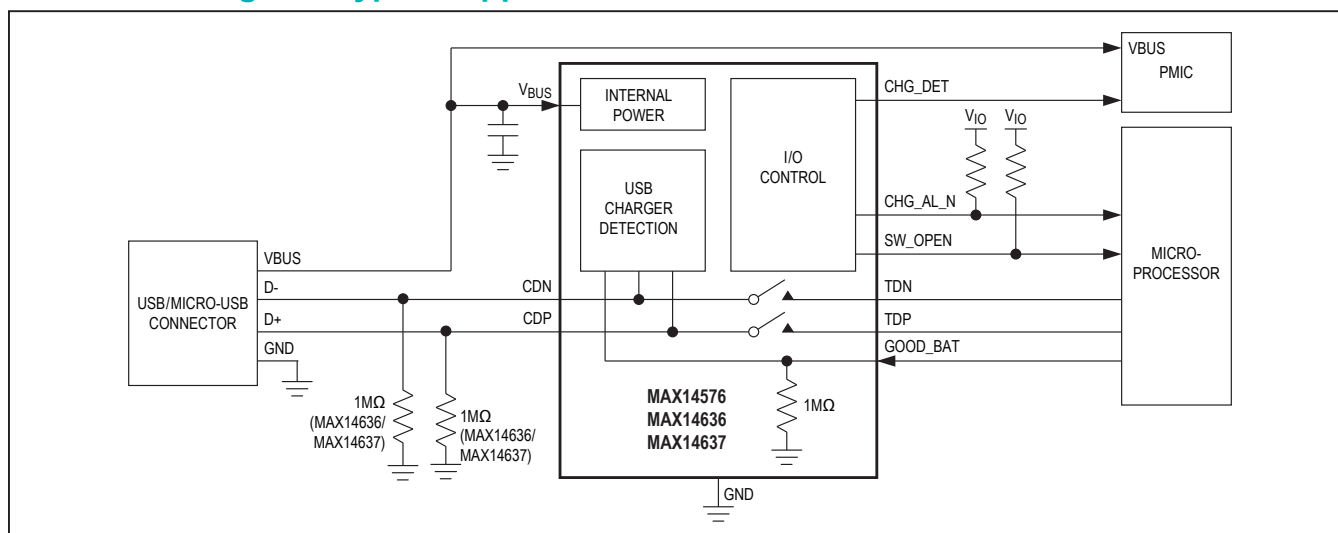 VBUS
PMIC
VBUS
INTERNAL
POWER
CHG_DET
VIO
VIO
I/O
CONTROL
USB
CHARGER
DETECTION
CHG_AL_N
SW_OPEN
MICRO-
PROCESSOR
USB/MICRO-USB
CONNECTOR
VBUS
D-
D+
GND
CDN
CDP
TDN
TDP
GOOD_BAT
1MΩ
(MAX14636/
MAX14637)
1MΩ
(MAX14636/
MAX14637)
MAX14576
MAX14636
MAX14637
1MΩ
GND